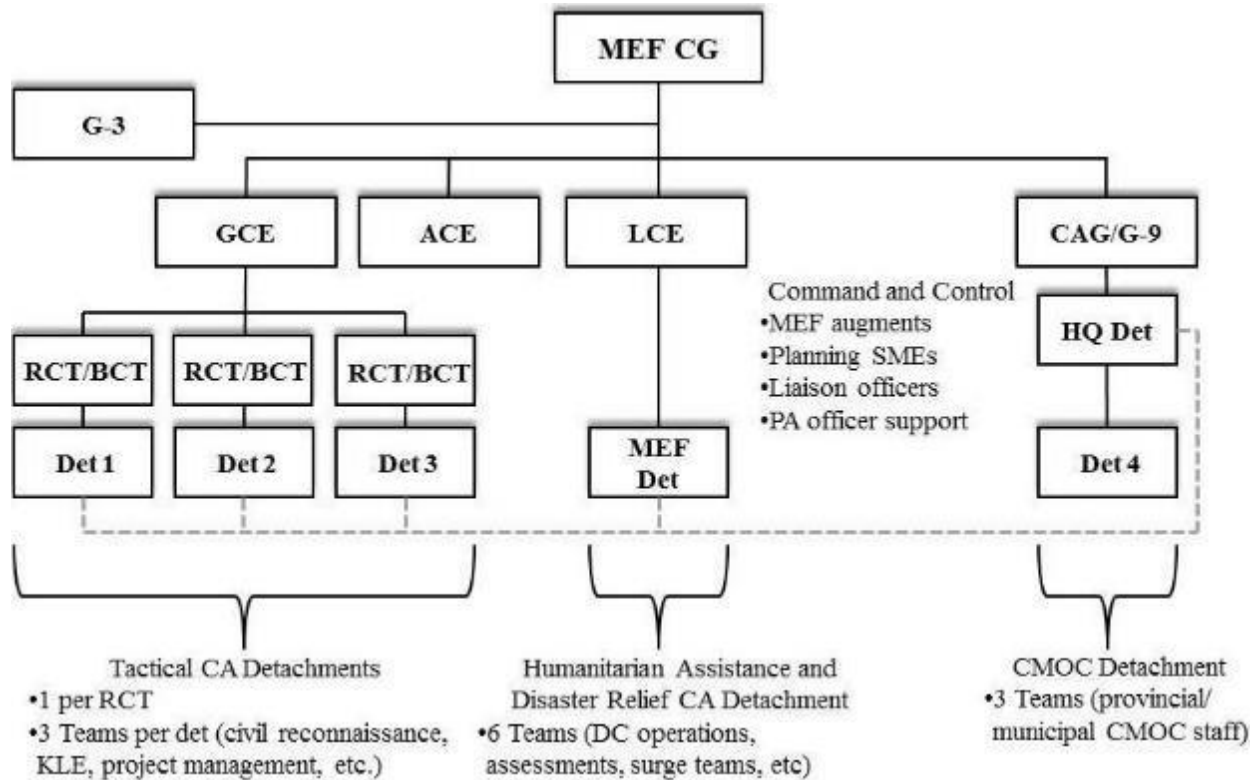 MEF CG
G-3
GCE
ACE
LCE
CAG/G-9
Command and Control
•MEF augments
•Planning SMEs
•Liaison officers
•PA officer support
HQ Det
RCT/BCT
RCT/BCT
RCT/BCT
Det 1
Det 2
Det 3
MEF
Det
Det 4
Tactical CA Detachments
•1 per RCT
•3 Teams per det (civil reconnaissance,
KLE, project management, etc.)
Humanitarian Assistance and
Disaster Relief CA Detachment
•6 Teams (DC operations,
assessments, surge teams, etc)
CMOC Detachment
•3 Teams (provincial/
municipal CMOC staff)